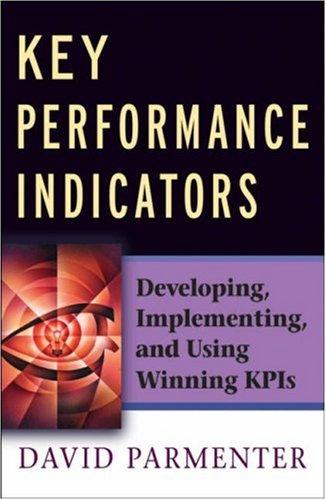 KEY
PERFORMANCE
INDICATORS
Developing,
Implementing,
and Using
Winning KPIs
DAVID PARMENTER